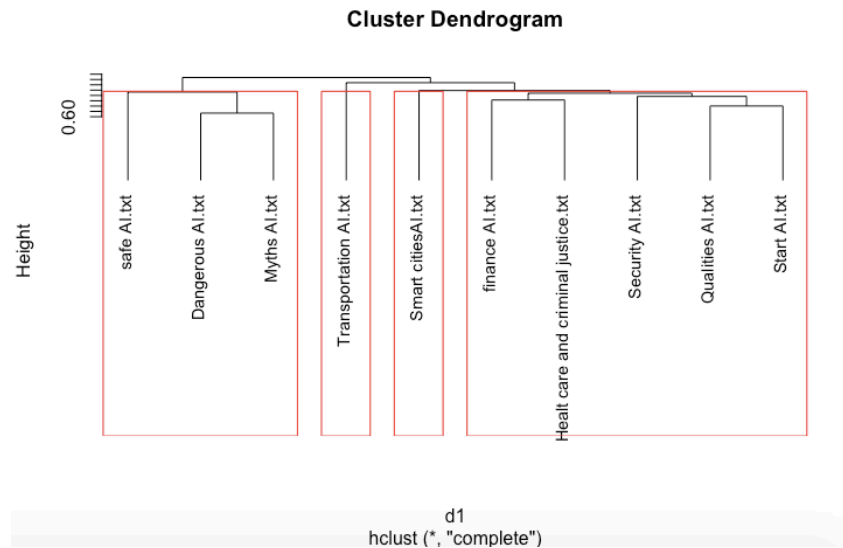 Cluster Dendrogram
0.60
Height
safe AI.txt
Dangerous AI.txt
Myths AI.txt
Transportation AI.txt
Smart citiesAI.txt
finance AI.txt
Healt care and criminal justice.txt
Security AI.txt
Qualities AI.txt
Start AI.txt
d1
hclust (*, "complete")